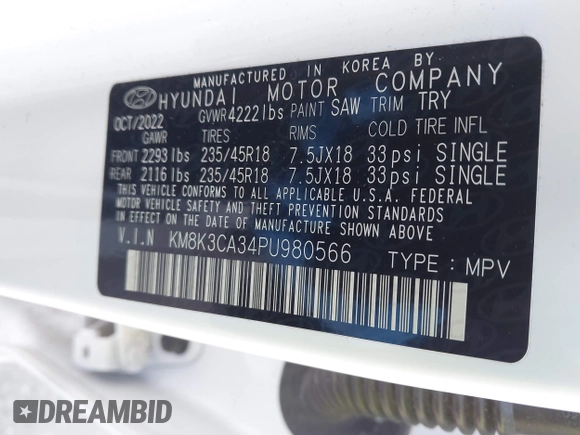 MANUFACTURED IN KOREA BY
HYUNDAI MOTOR COMPANY
OCT/2022 GVWR 4222 lbs PAINT SAW TRIM TRY
GAWR TIRES RIMS COLD TIRE INFL
FRONT 2293 lbs 235/45R18 7.5JX18 33psi SINGLE
REAR 2116 lbs 235/45R18 7.5JX18 33psi SINGLE
THIS VEHICLE CONFORMS TO ALL APPLICABLE U.S.A. FEDERAL
MOTOR VEHICLE SAFETY AND THEFT PREVENTION STANDARDS
IN EFFECT ON THE DATE OF MANUFACTURE SHOWN ABOVE.
V.I.N KM8K3CA34PU980566 TYPE : MPV
DREAMBID